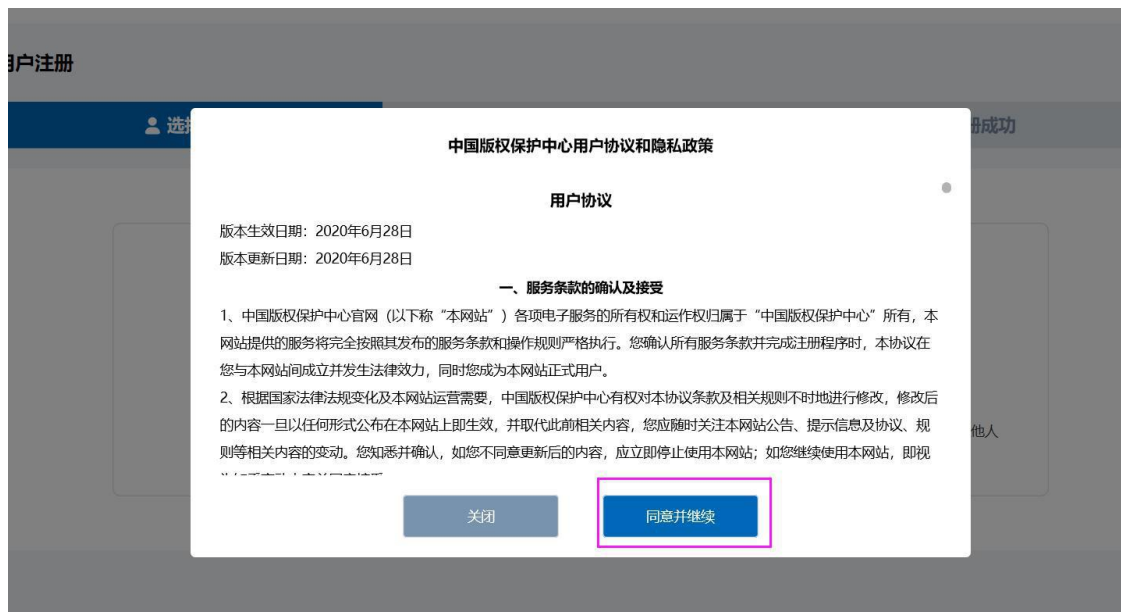 用户注册
选择
册成功
中国版权保护中心用户协议和隐私政策
用户协议
版本生效日期：2020年6月28日
版本更新日期：2020年6月28日
一、服务条款的确认及接受
1、中国版权保护中心官网（以下称“本网站”）各项电子服务的所有权和运作权归属于“中国版权保护中心”所有，本
网站提供的服务将完全按照其发布的服务条款和操作规则严格执行。您确认所有服务条款并完成注册程序时，本协议在
您与本网站间成立并发生法律效力，同时您成为本网站正式用户。
2、根据国家法律法规变化及本网站运营需要，中国版权保护中心有权对本协议条款及相关规则不时地进行修改，修改后
的内容一旦以任何形式公布在本网站上即生效，并取代此前相关内容，您应随时关注本网站公告、提示信息及协议、规
他人
则等相关内容的变动。您知悉并确认，如您不同意更新后的内容，应立即停止使用本网站；如您继续使用本网站，即视
关闭
同意并继续